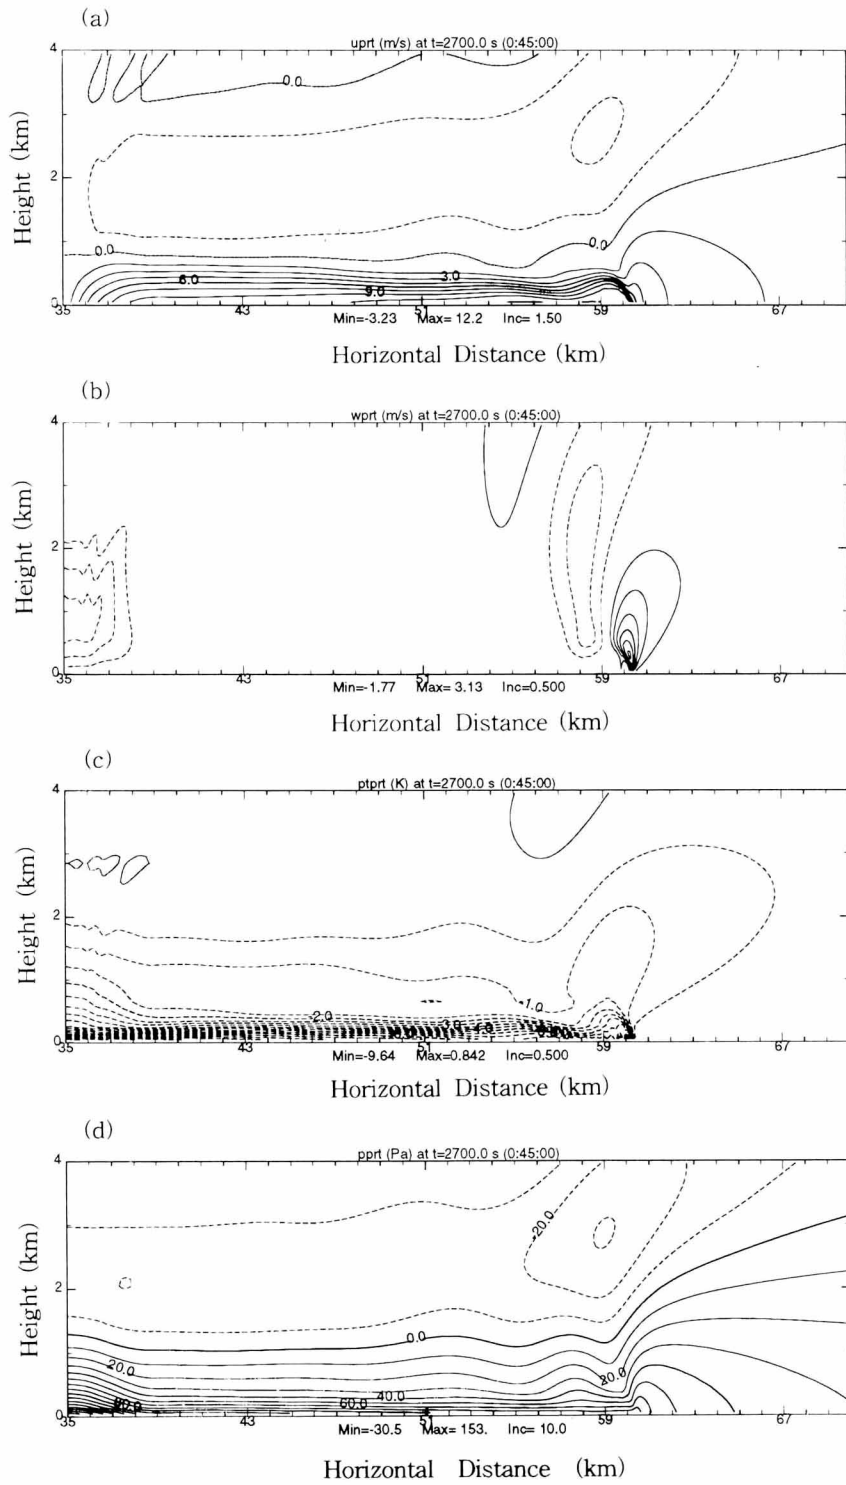 (a)
uprt (m/s) at t=2700.0 s (0:45:00)
4
2
0
Height (km)
0.0
0.0
0.0
6.0
3.0
9.0
35 43 51 59 67
Min=-3.23 Max= 12.2 Inc= 1.50
Horizontal Distance (km)
(b)
wprt (m/s) at t=2700.0 s (0:45:00)
4
2
0
Height (km)
35 43 51 59 67
Min=-1.77 Max= 3.13 Inc=0.500
Horizontal Distance (km)
(c)
ptprt (K) at t=2700.0 s (0:45:00)
4
2
0
Height (km)
-1.0
-2.0
35 43 51 59 67
Min=-9.64 Max=0.842 Inc=0.500
Horizontal Distance (km)
(d)
pprt (Pa) at t=2700.0 s (0:45:00)
4
2
0
Height (km)
-20.0
0.0
20.0
20.0
40.0
60.0
35 43 51 59 67
Min=-30.5 Max= 153. Inc= 10.0
Horizontal Distance (km)